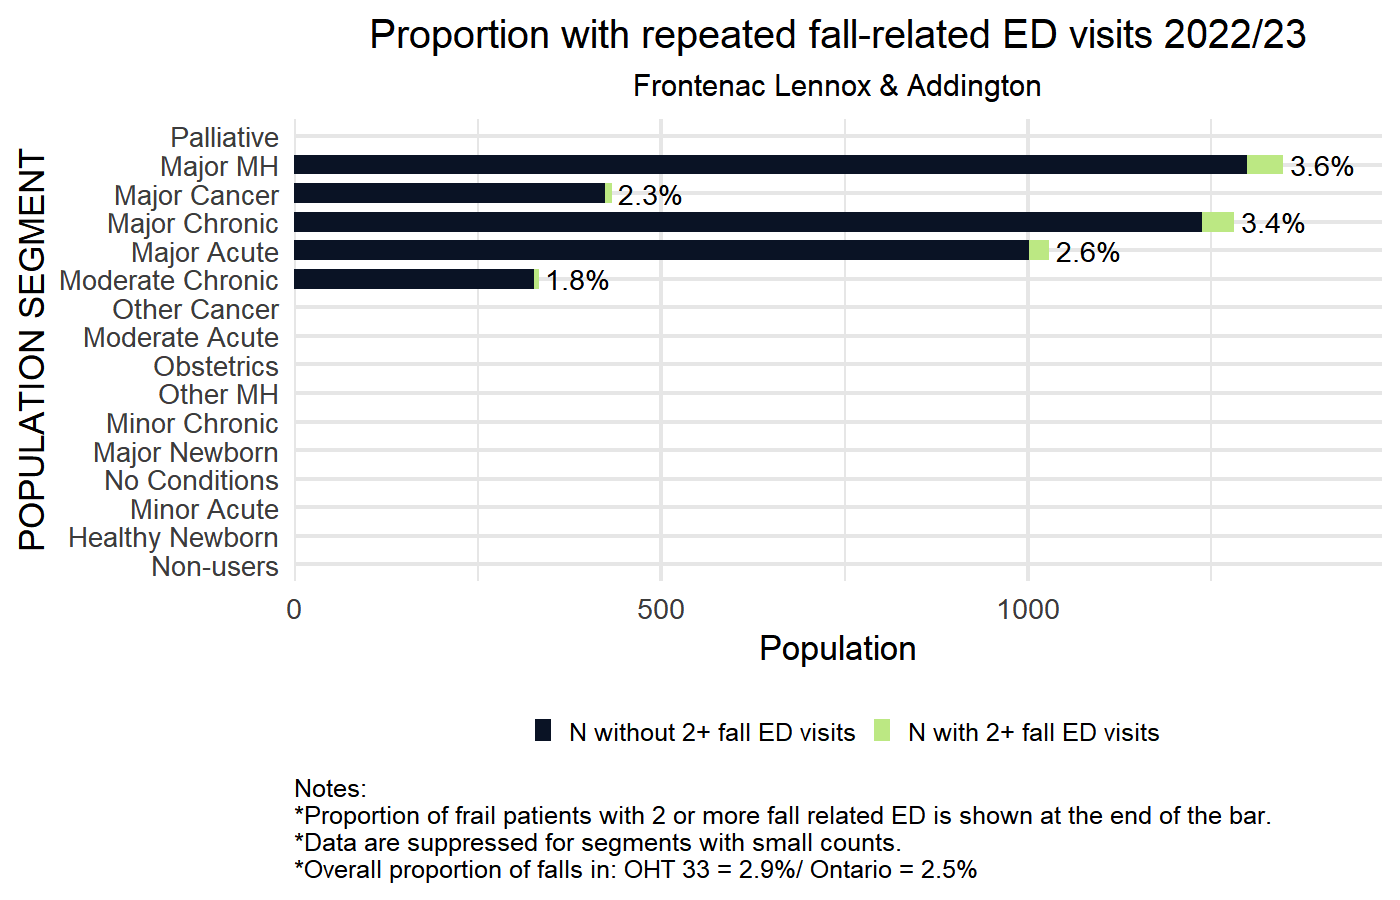 Proportion with repeated fall-related ED visits 2022/23
Frontenac Lennox & Addington
POPULATION SEGMENT
Palliative
Major MH 3.6%
Major Cancer 2.3%
Major Chronic 3.4%
Major Acute 2.6%
Moderate Chronic 1.8%
Other Cancer
Moderate Acute
Obstetrics
Other MH
Minor Chronic
Major Newborn
No Conditions
Minor Acute
Healthy Newborn
Non-users
0 500 1000
Population
N without 2+ fall ED visits N with 2+ fall ED visits
Notes:
*Proportion of frail patients with 2 or more fall related ED is shown at the end of the bar.
*Data are suppressed for segments with small counts.
*Overall proportion of falls in: OHT 33 = 2.9%/ Ontario = 2.5%